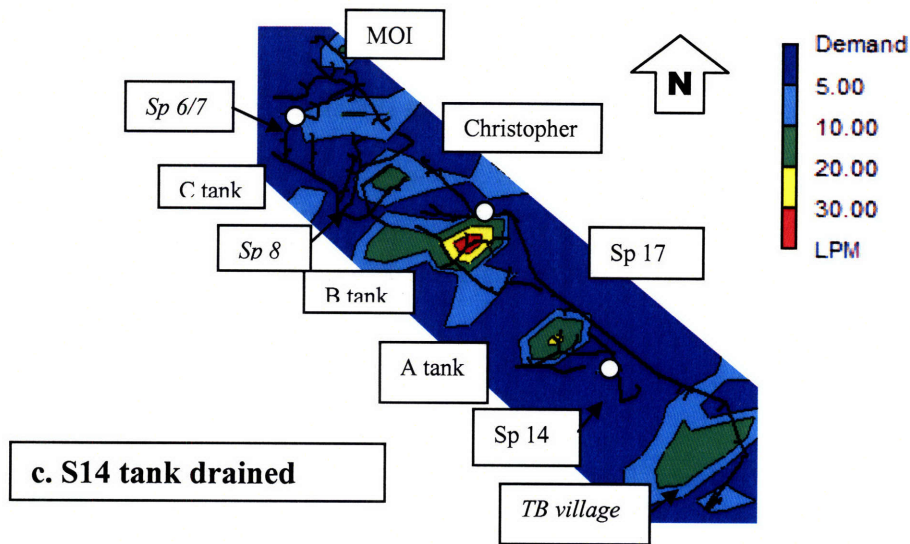 MOI
N
Demand
5.00
10.00
20.00
30.00
LPM
Sp 6/7
Christopher
C tank
Sp 8
Sp 17
B tank
A tank
Sp 14
c. S14 tank drained
TB village